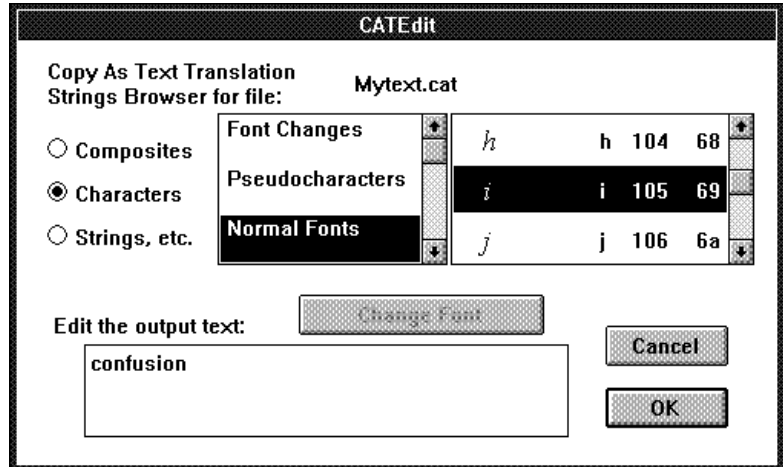 CATEdit
Copy As Text Translation
Strings Browser for file:
Mytext.cat
Composites
Characters
Strings, etc.
Font Changes
Pseudocharacters
Normal Fonts
h h 104 68
i i 105 69
j j 106 6a
Change Font
Edit the output text:
confusion
Cancel
OK